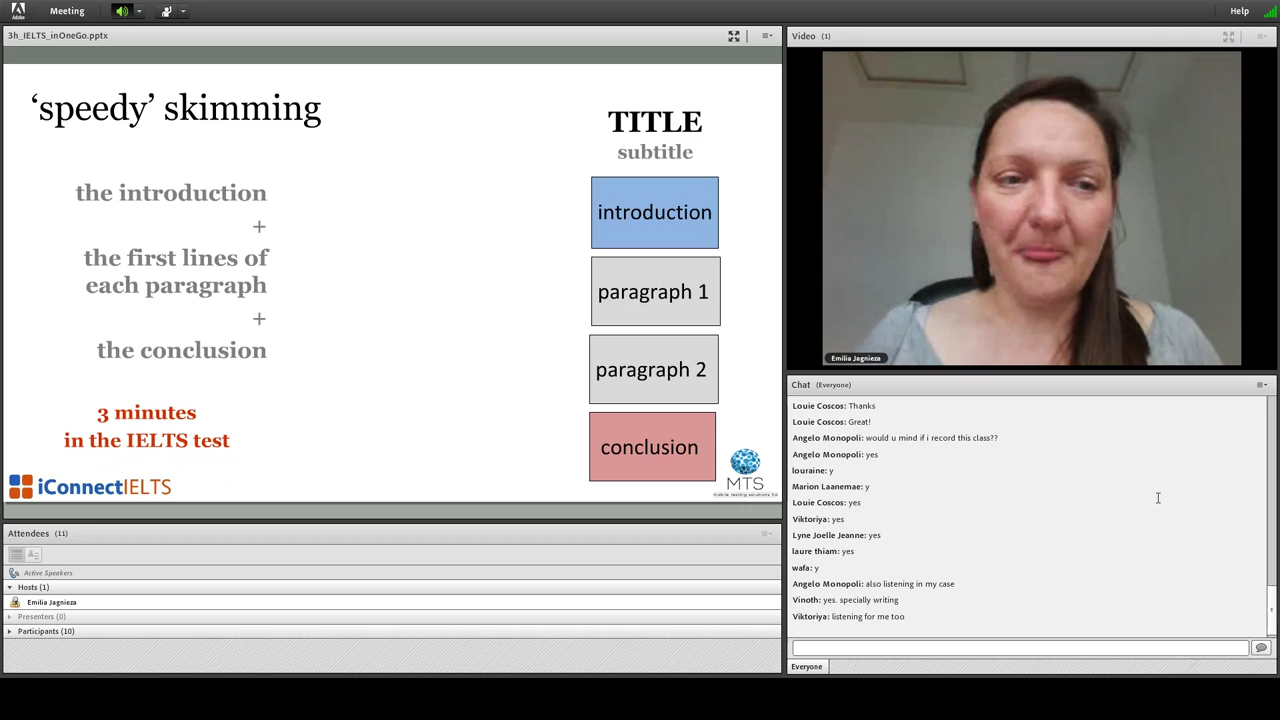 Adobe
Meeting
Help
3h_IELTS_inOneGo.pptx
‘speedy’ skimming
the introduction
+
the first lines of
each paragraph
+
the conclusion
3 minutes
in the IELTS test
TITLE
subtitle
introduction
paragraph 1
paragraph 2
conclusion
iConnectIELTS
MTS
mobile testing solutions ltd
Attendees (11)
Active Speakers
Hosts (1)
Emilia Jagnieza
Presenters (0)
Participants (10)
Video (1)
Emilia Jagnieza
Chat (Everyone)
Louie Coscos: Thanks
Louie Coscos: Great!
Angelo Monopoli: would u mind if i record this class??
Angelo Monopoli: yes
louraine: y
Marion Laanemae: y
Louie Coscos: yes
Viktoriya: yes
Lyne Joelle Jeanne: yes
laure thiam: yes
wafa: y
Angelo Monopoli: also listening in my case
Vinoth: yes. specially writing
Viktoriya: listening for me too
Everyone